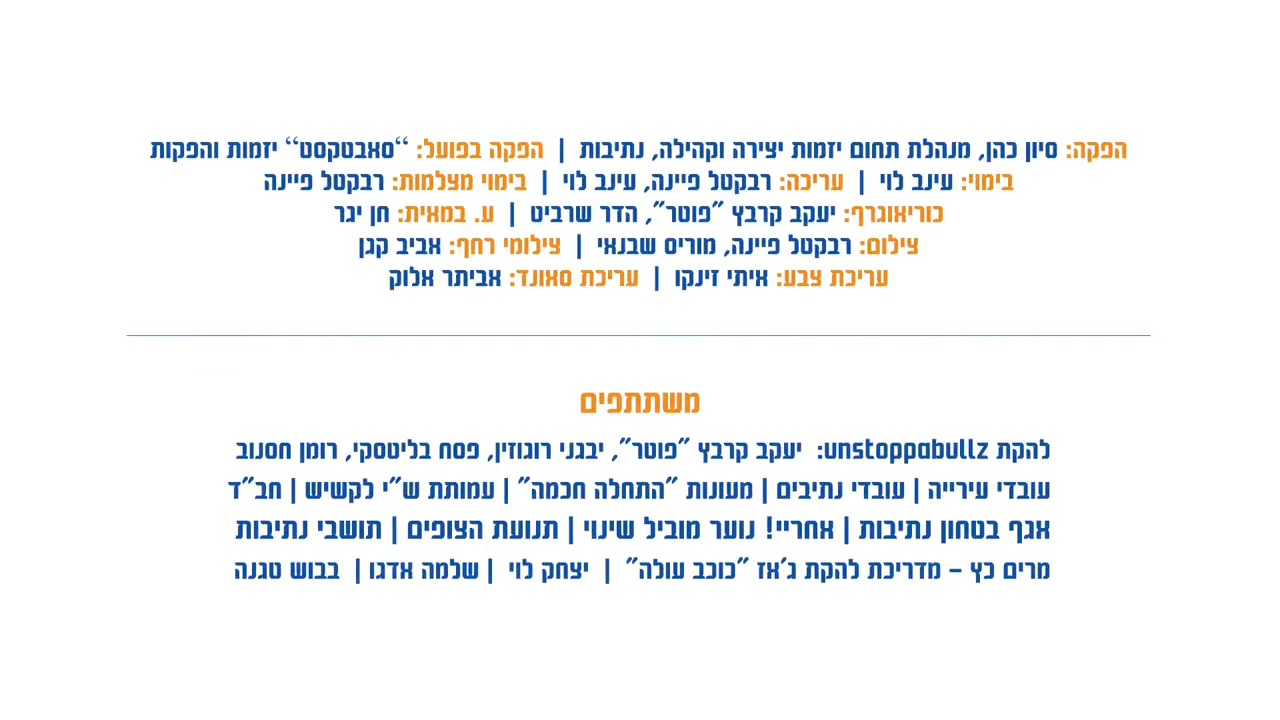 הפקה: סיון כהן, מנהלת תחום יזמות יצירה וקהילה, נתיבות | הפקה בפועל: “סאבטקסט“ יזמות והפקות
בימוי: עינב לוי | עריכה: רבקטל פיינה, עינב לוי | בימוי מצלמות: רבקטל פיינה
כוריאוגרף: יעקב קרבץ "פוטר", הדר שרביט | ע. במאית: חן יגר
צילום: רבקטל פיינה, מוריס שבנאי | צילומי רחף: אביב קגן
עריכת צבע: איתי זינקו | עריכת סאונד: אביתר אלוק
משתתפים
להקת unstoppabullz: יעקב קרבץ "פוטר", יבגני רוגוזין, פסח בליטסקי, רומן חסנוב
עובדי עירייה | עובדי נתיבים | מעונות "התחלה חכמה" | עמותת ש"י לקשיש | חב"ד
אגף בטחון נתיבות | אחריי! נוער מוביל שינוי | תנועת הצופים | תושבי נתיבות
מרים כץ – מדריכת להקת ג'אז "כוכב עולה" | יצחק לוי | שלמה אדגו | בבוש טגנה